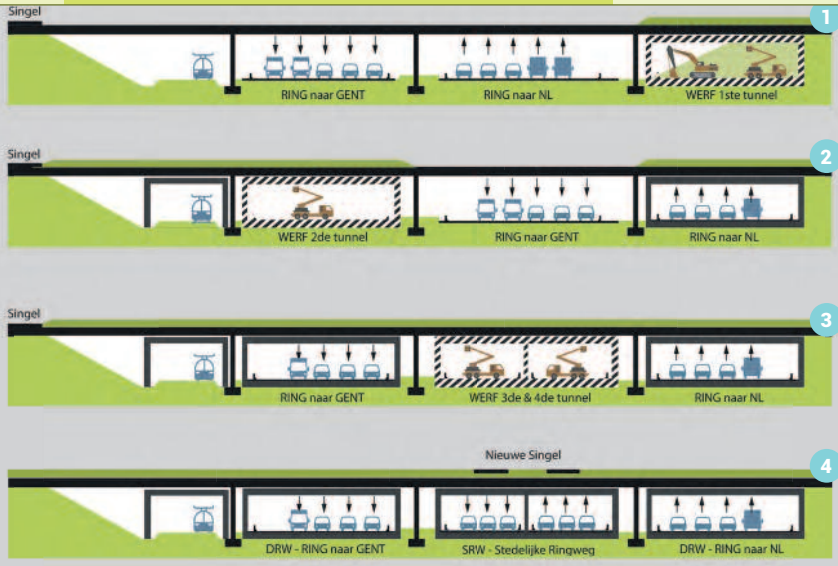 1
Singel
RING naar GENT
RING naar NL
WERF 1ste tunnel
2
Singel
WERF 2de tunnel
RING naar GENT
RING naar NL
3
Singel
RING naar GENT
WERF 3de & 4de tunnel
RING naar NL
4
Nieuwe Singel
DRW - RING naar GENT
SRW - Stedelijke Ringweg
DRW - RING naar NL